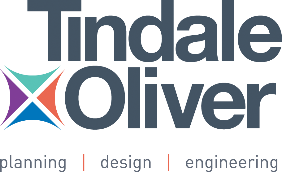 Tindale
Oliver
planning | design | engineering